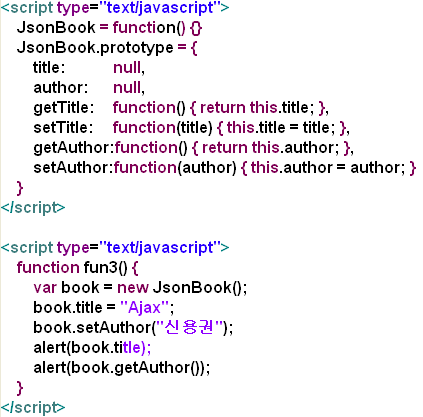 <script type="text/javascript">
JsonBook = function() {}
JsonBook.prototype = {
title: null,
author: null,
getTitle: function() { return this.title; },
setTitle: function(title) { this.title = title; },
getAuthor:function() { return this.author; },
setAuthor:function(author) { this.author = author; }
}
</script>
<script type="text/javascript">
function fun3() {
var book = new JsonBook();
book.title = "Ajax";
book.setAuthor("신용권");
alert(book.title);
alert(book.getAuthor());
}
</script>